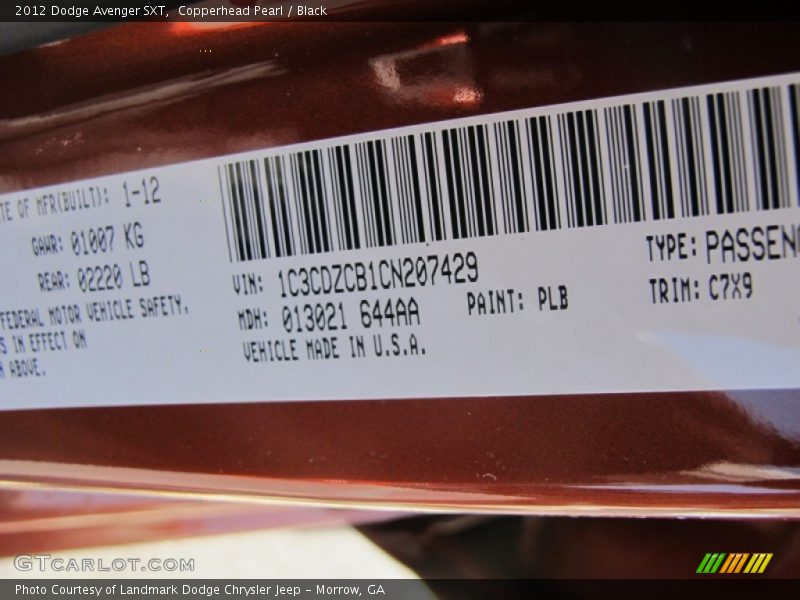 2012 Dodge Avenger SXT, Copperhead Pearl / Black
TE OF MFR(BUILT): 1-12
GAWR: 01007 KG
REAR: 02220 LB
FEDERAL MOTOR VEHICLE SAFETY,
S IN EFFECT ON
ABOVE.
VIN: 1C3CDZCB1CN207429
MDH: 013021 644AA
PAINT: PLB
VEHICLE MADE IN U.S.A.
TYPE: PASSEN
TRIM: C7X9
GTCARLOT.COM
Photo Courtesy of Landmark Dodge Chrysler Jeep - Morrow, GA